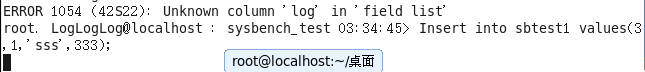 ERROR 1054 (42S22): Unknown column 'log' in 'field list'
root. LogLogLog@localhost : sysbench_test 03:34:45> Insert into sbtest1 values(3
,1,'sss',333);
root@localhost:~/桌面